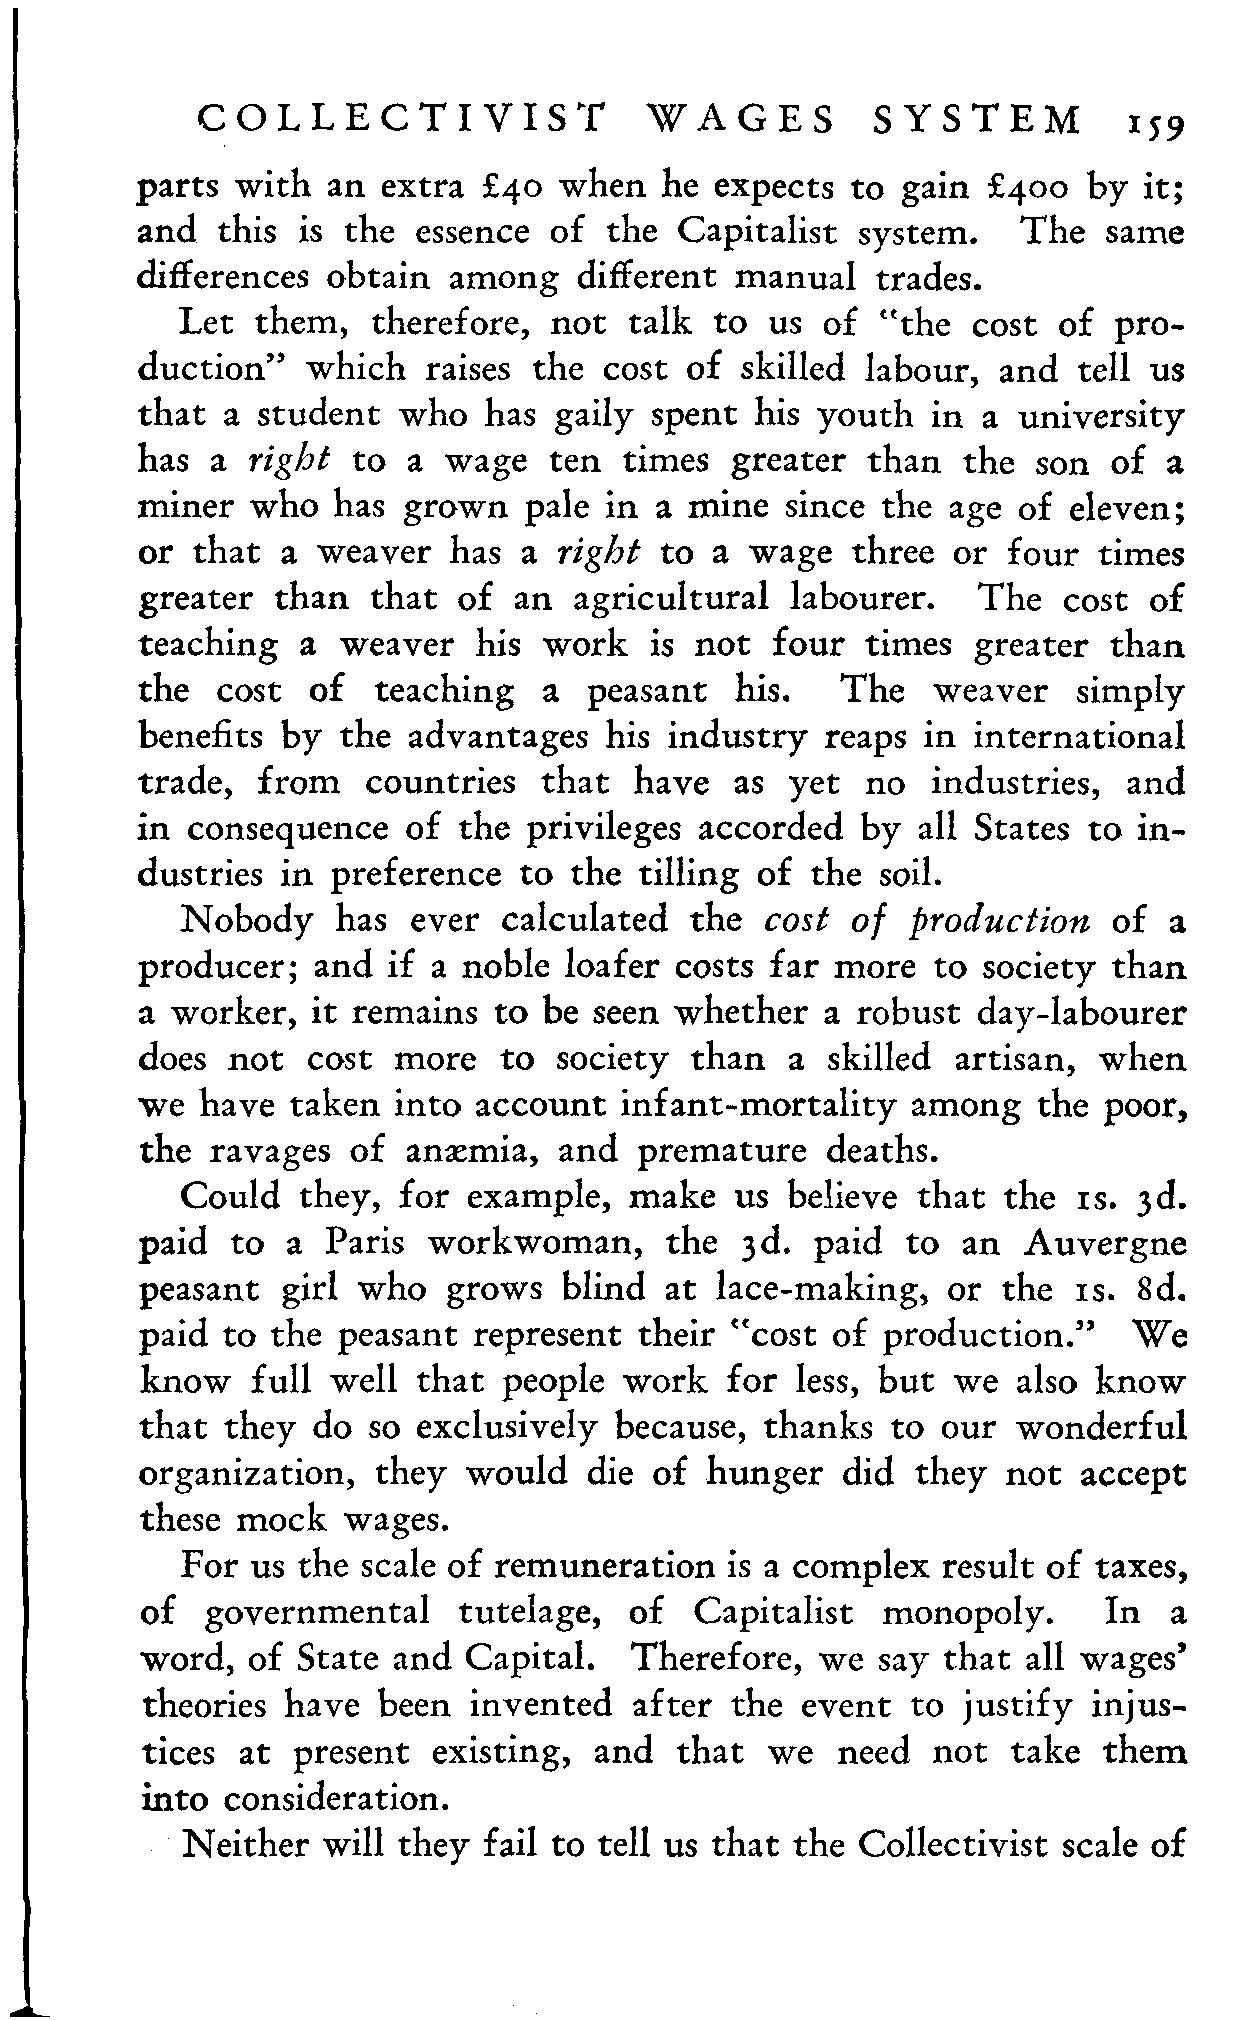 COLLECTIVIST WAGES SYSTEM 159
parts with an extra £40 when he expects to gain £400 by it;
and this is the essence of the Capitalist system. The same
differences obtain among different manual trades.
Let them, therefore, not talk to us of "the cost of pro-
duction" which raises the cost of skilled labour, and tell us
that a student who has gaily spent his youth in a university
has a right to a wage ten times greater than the son of a
miner who has grown pale in a mine since the age of eleven;
or that a weaver has a right to a wage three or four times
greater than that of an agricultural labourer. The cost of
teaching a weaver his work is not four times greater than
the cost of teaching a peasant his. The weaver simply
benefits by the advantages his industry reaps in international
trade, from countries that have as yet no industries, and
in consequence of the privileges accorded by all States to in-
dustries in preference to the tilling of the soil.
Nobody has ever calculated the cost of production of a
producer; and if a noble loafer costs far more to society than
a worker, it remains to be seen whether a robust day-labourer
does not cost more to society than a skilled artisan, when
we have taken into account infant-mortality among the poor,
the ravages of anæmia, and premature deaths.
Could they, for example, make us believe that the 1s. 3d.
paid to a Paris workwoman, the 3d. paid to an Auvergne
peasant girl who grows blind at lace-making, or the 1s. 8d.
paid to the peasant represent their "cost of production." We
know full well that people work for less, but we also know
that they do so exclusively because, thanks to our wonderful
organization, they would die of hunger did they not accept
these mock wages.
For us the scale of remuneration is a complex result of taxes,
of governmental tutelage, of Capitalist monopoly. In a
word, of State and Capital. Therefore, we say that all wages'
theories have been invented after the event to justify injus-
tices at present existing, and that we need not take them
into consideration.
Neither will they fail to tell us that the Collectivist scale of